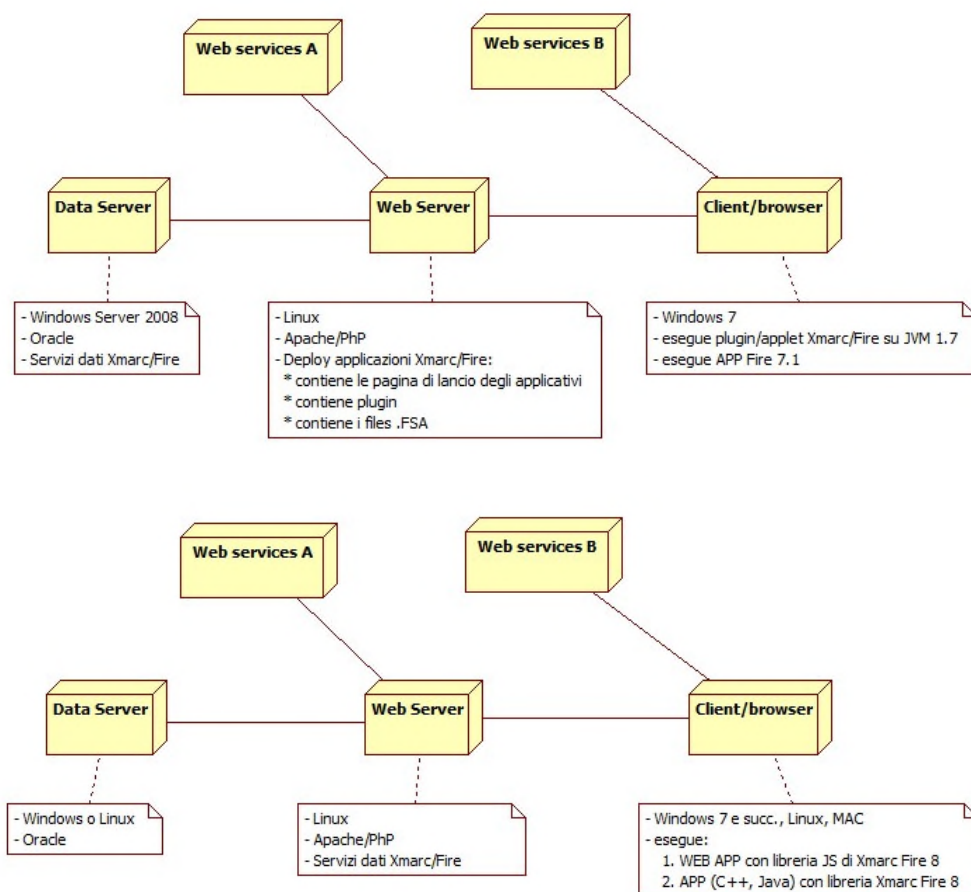 Web services A
Web services B
Data Server
Web Server
Client/browser
- Windows Server 2008
- Oracle
- Servizi dati Xmarc/Fire
- Linux
- Apache/PhP
- Deploy applicazioni Xmarc/Fire:
* contiene le pagina di lancio degli applicativi
* contiene plugin
* contiene i files .FSA
- Windows 7
- esegue plugin/applet Xmarc/Fire su JVM 1.7
- esegue APP Fire 7.1
Web services A
Web services B
Data Server
Web Server
Client/browser
- Windows o Linux
- Oracle
- Linux
- Apache/PhP
- Servizi dati Xmarc/Fire
- Windows 7 e succ., Linux, MAC
- esegue:
1. WEB APP con libreria JS di Xmarc Fire 8
2. APP (C++, Java) con libreria Xmarc Fire 8